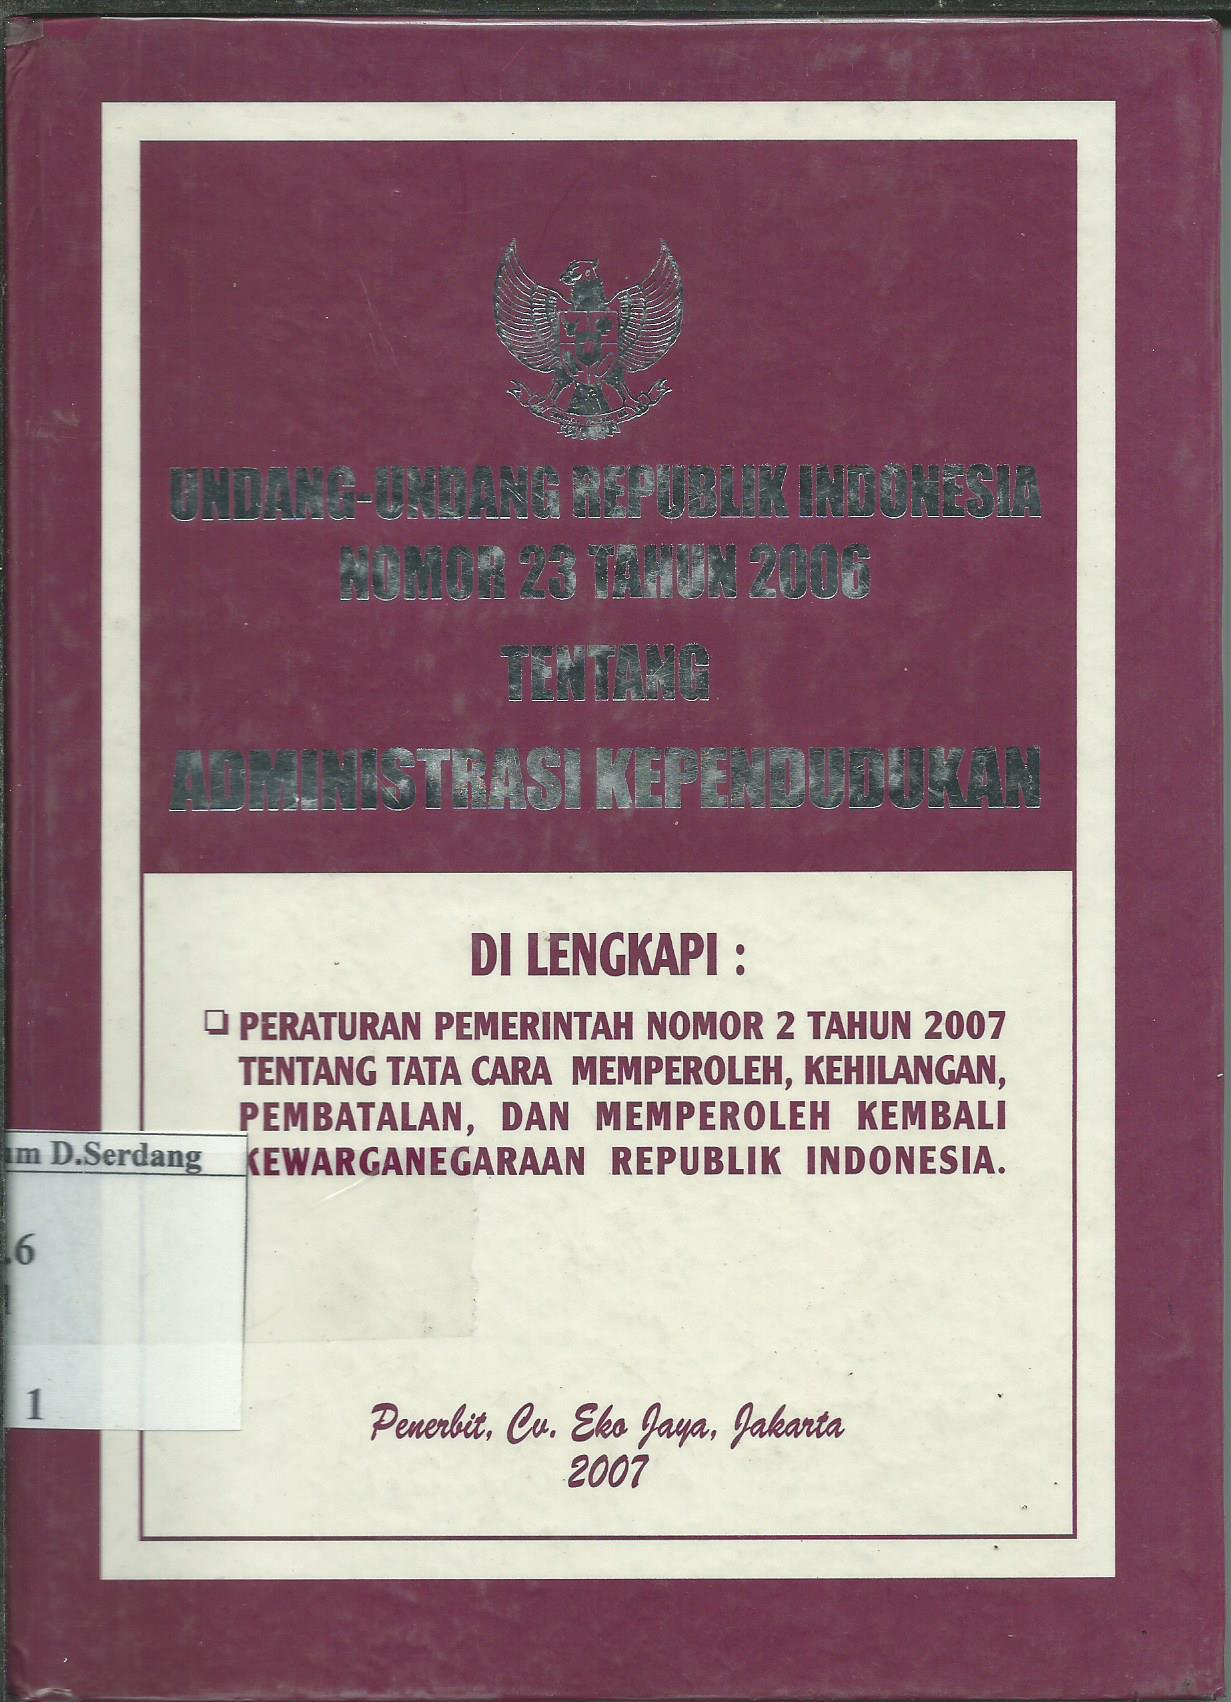 UNDANG-UNDANG REPUBLIK INDONESIA
NOMOR 23 TAHUN 2006
TENTANG
ADMINISTRASI KEPENDUDUKAN
DI LENGKAPI :
PERATURAN PEMERINTAH NOMOR 2 TAHUN 2007
TENTANG TATA CARA MEMPEROLEH, KEHILANGAN,
PEMBATALAN, DAN MEMPEROLEH KEMBALI
KEWARGANEGARAAN REPUBLIK INDONESIA.
D.Serdang
.6
1
Penerbit, Cv. Eko Jaya, Jakarta
2007